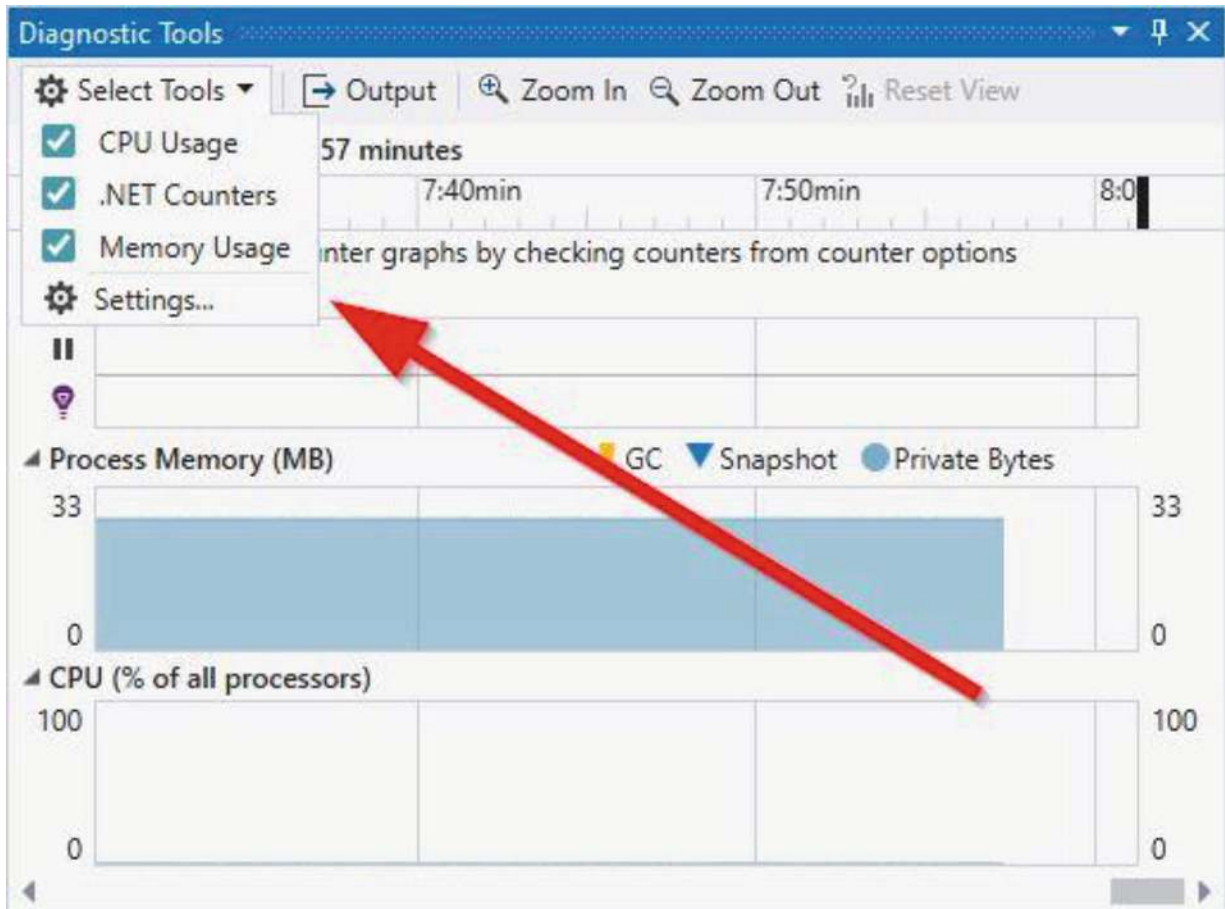 Diagnostic Tools
Select Tools Output Zoom In Zoom Out Reset View
CPU Usage
57 minutes
.NET Counters
7:40min 7:50min 8:0
Memory Usage
graphs by checking counters from counter options
Settings...
Process Memory (MB) GC Snapshot Private Bytes
33 33
0 0
CPU (% of all processors)
100 100
0 0